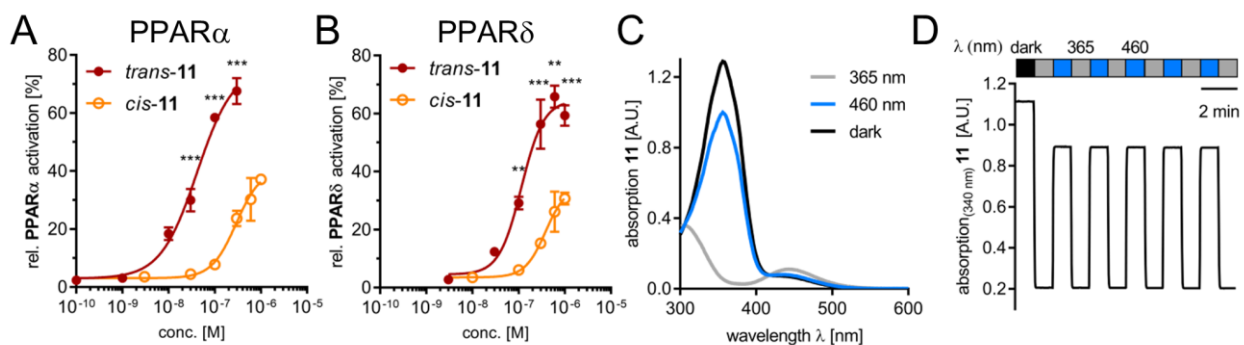 A
PPARα
rel. PPARα activation [%]
80
60
40
20
0
trans-11
cis-11
***
***
***
10-10 10-9 10-8 10-7 10-6 10-5
conc. [M]
B
PPARδ
rel. PPARδ activation [%]
80
60
40
20
0
trans-11
cis-11
**
***
**
***
10-9 10-8 10-7 10-6 10-5
conc. [M]
C
absorption 11 [A.U.]
1.2
0.8
0.4
0.0
365 nm
460 nm
dark
300 400 500 600
wavelength λ [nm]
D
λ (nm)
dark 365 460
2 min
absorption(340 nm) 11 [A.U.]
1.2
1.0
0.8
0.6
0.4
0.2